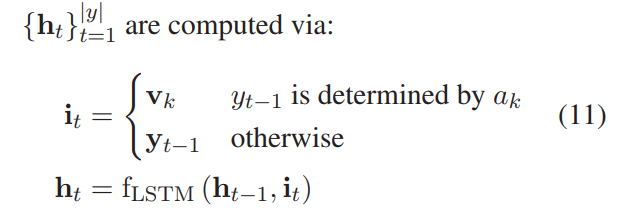 {h_t}_{t=1}^{|y|} are computed via:
i_t = { v_k y_{t−1} is determined by a_k (11)
y_{t−1} otherwise
h_t = f_LSTM (h_{t−1}, i_t)